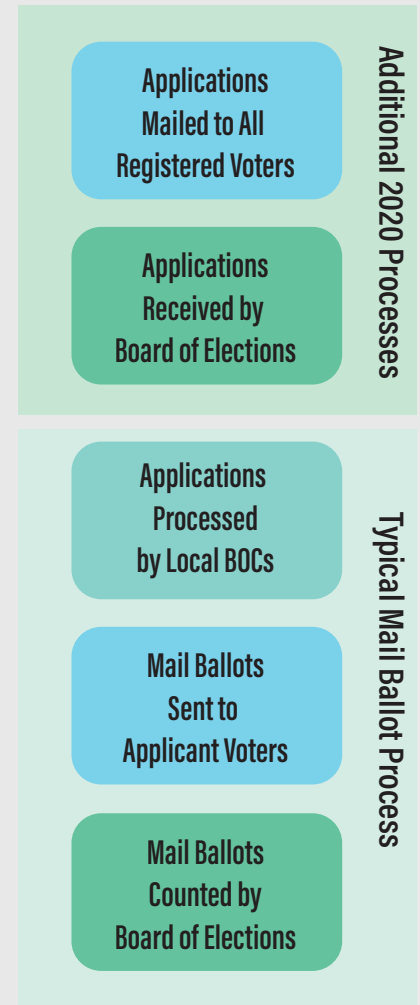 Additional 2020 Processes
Applications
Mailed to All
Registered Voters
Applications
Received by
Board of Elections
Typical Mail Ballot Process
Applications
Processed
by Local BOCs
Mail Ballots
Sent to
Applicant Voters
Mail Ballots
Counted by
Board of Elections